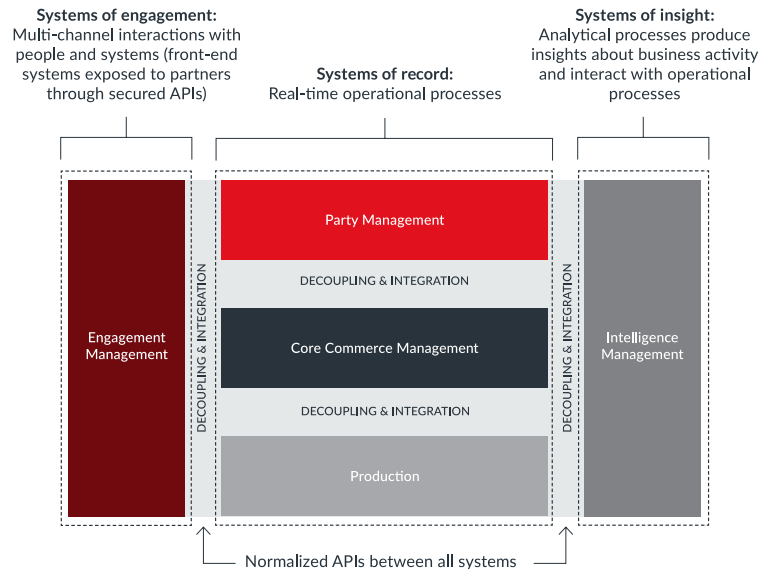 Systems of engagement:
Multi-channel interactions with
people and systems (front-end
systems exposed to partners
through secured APIs)
Systems of record:
Real-time operational processes
Systems of insight:
Analytical processes produce
insights about business activity
and interact with operational
processes
Engagement
Management
DECOUPLING & INTEGRATION
Party Management
DECOUPLING & INTEGRATION
Core Commerce Management
DECOUPLING & INTEGRATION
Production
DECOUPLING & INTEGRATION
Intelligence
Management
Normalized APIs between all systems